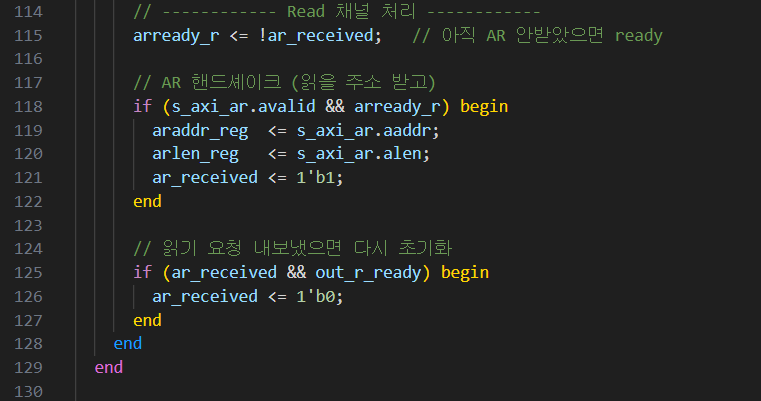 114 // ------------ Read 채널 처리 ------------
115 arready_r <= !ar_received;   // 아직 AR 안받았으면 ready
116
117 // AR 핸드셰이크 (읽을 주소 받고)
118 if (s_axi_ar.avalid && arready_r) begin
119   araddr_reg  <= s_axi_ar.aaddr;
120   arlen_reg   <= s_axi_ar.alen;
121   ar_received <= 1'b1;
122 end
123
124 // 읽기 요청 내보냈으면 다시 초기화
125 if (ar_received && out_r_ready) begin
126   ar_received <= 1'b0;
127 end
128 end
129 end
130